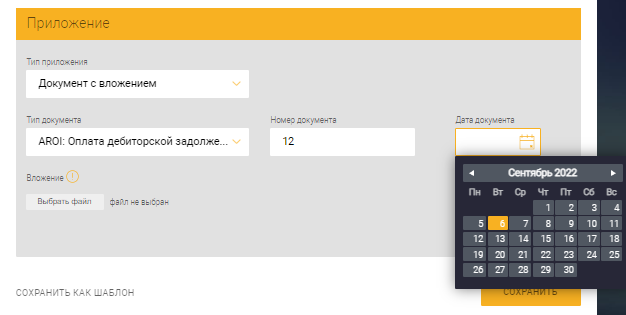 Приложение
Тип приложения
Документ с вложением
Тип документа
Номер документа
Дата документа
AROI: Оплата дебиторской задолже...
12
Вложение
Выбрать файл
файл не выбран
Сентябрь 2022
Пн Вт Ср Чт Пт Сб Вс
1 2 3 4
5 6 7 8 9 10 11
12 13 14 15 16 17 18
19 20 21 22 23 24 25
26 27 28 29 30
СОХРАНИТЬ КАК ШАБЛОН
СОХРАНИТЬ